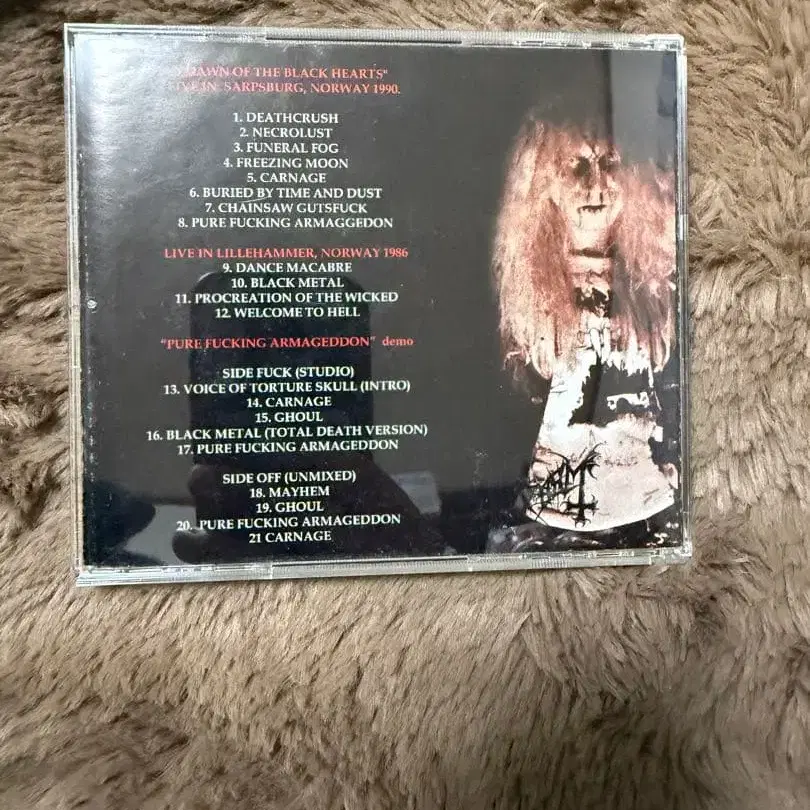 DAWN OF THE BLACK HEARTS"
LIVE IN SARPSBURG, NORWAY 1990.
1. DEATHCRUSH
2. NECROLUST
3. FUNERAL FOG
4. FREEZING MOON
5. CARNAGE
6. BURIED BY TIME AND DUST
7. CHAINSAW GUTSFUCK
8. PURE FUCKING ARMAGGEDON
LIVE IN LILLEHAMMER, NORWAY 1986
9. DANCE MACABRE
10. BLACK METAL
11. PROCREATION OF THE WICKED
12. WELCOME TO HELL
"PURE FUCKING ARMAGEDDON" demo
SIDE FUCK (STUDIO)
13. VOICE OF TORTURE SKULL (INTRO)
14. CARNAGE
15. GHOUL
16. BLACK METAL (TOTAL DEATH VERSION)
17. PURE FUCKING ARMAGEDDON
SIDE OFF (UNMIXED)
18. MAYHEM
19. GHOUL
20. PURE FUCKING ARMAGEDDON
21 CARNAGE